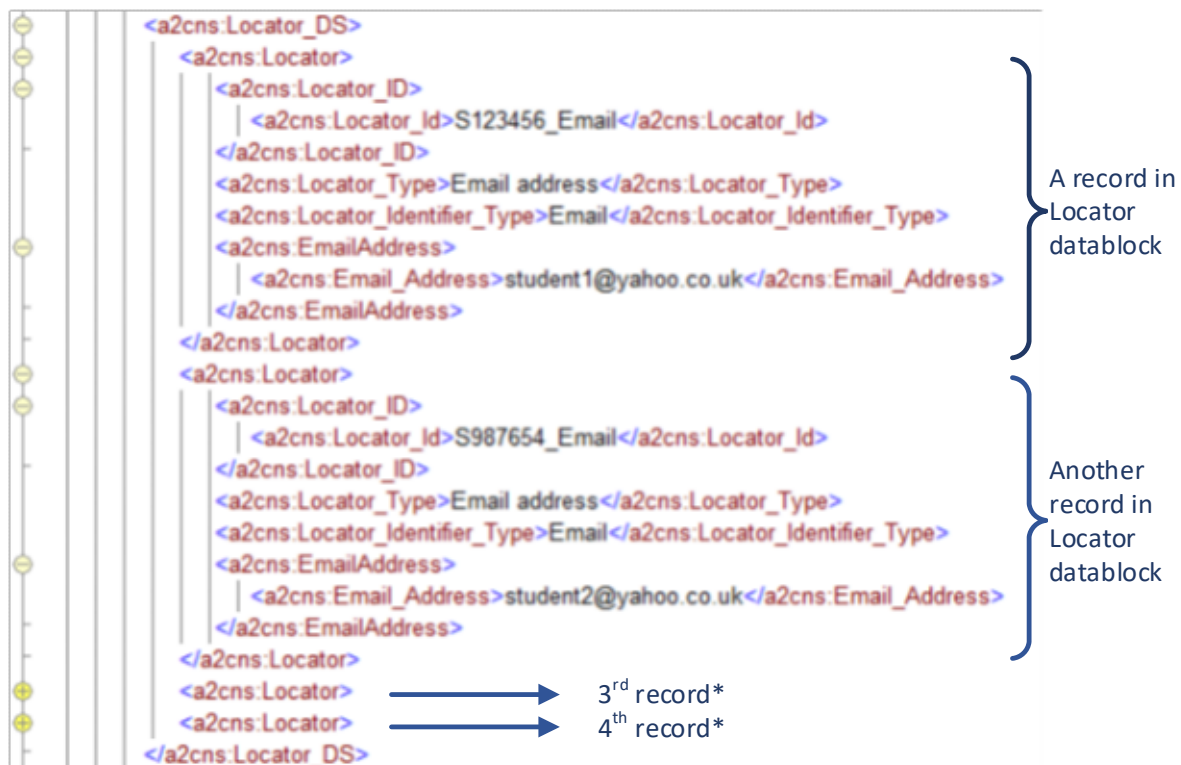 <a2cns:Locator_DS>
<a2cns:Locator>
<a2cns:Locator_ID>
<a2cns:Locator_Id>S123456_Email</a2cns:Locator_Id>
</a2cns:Locator_ID>
<a2cns:Locator_Type>Email address</a2cns:Locator_Type>
<a2cns:Locator_Identifier_Type>Email</a2cns:Locator_Identifier_Type>
<a2cns:EmailAddress>
<a2cns:Email_Address>student1@yahoo.co.uk</a2cns:Email_Address>
</a2cns:EmailAddress>
</a2cns:Locator>
A record in
Locator
datablock
<a2cns:Locator>
<a2cns:Locator_ID>
<a2cns:Locator_Id>S987654_Email</a2cns:Locator_Id>
</a2cns:Locator_ID>
<a2cns:Locator_Type>Email address</a2cns:Locator_Type>
<a2cns:Locator_Identifier_Type>Email</a2cns:Locator_Identifier_Type>
<a2cns:EmailAddress>
<a2cns:Email_Address>student2@yahoo.co.uk</a2cns:Email_Address>
</a2cns:EmailAddress>
</a2cns:Locator>
Another
record in
Locator
datablock
<a2cns:Locator> 3rd record*
<a2cns:Locator> 4th record*
</a2cns:Locator_DS>